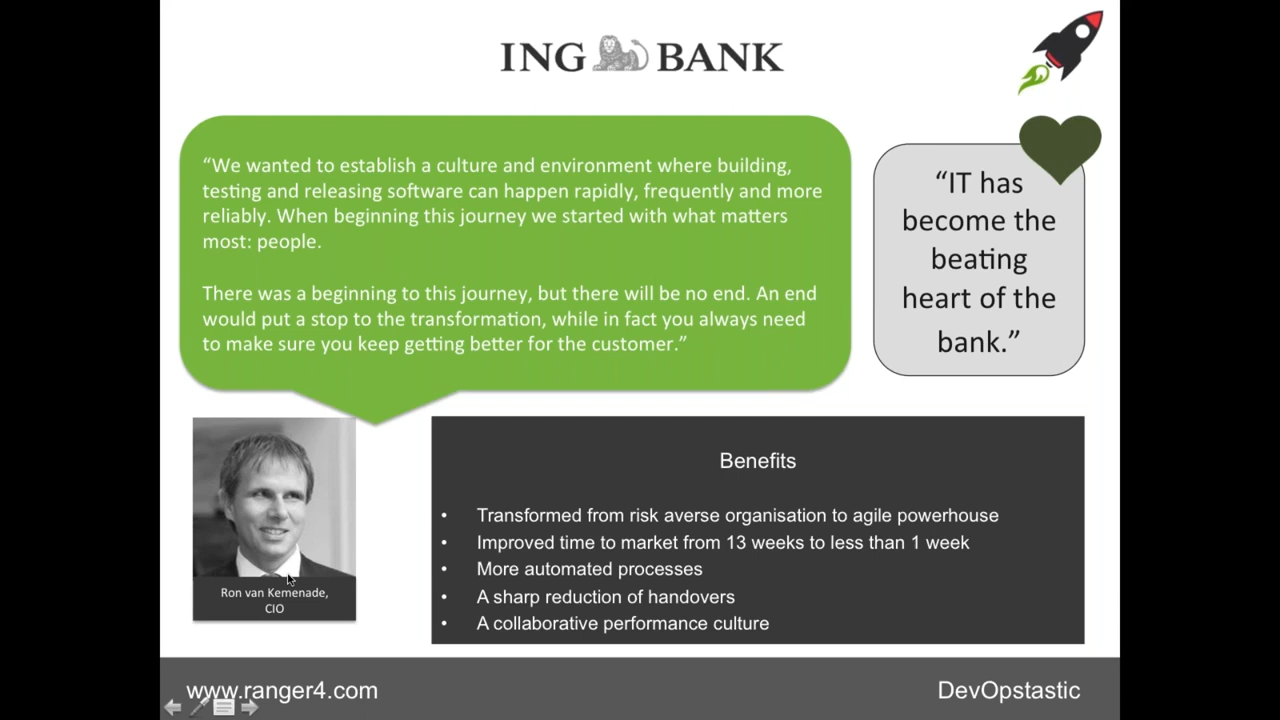 ING BANK
“We wanted to establish a culture and environment where building,
testing and releasing software can happen rapidly, frequently and more
reliably. When beginning this journey we started with what matters
most: people.
There was a beginning to this journey, but there will be no end. An end
would put a stop to the transformation, while in fact you always need
to make sure you keep getting better for the customer.”
“IT has
become the
beating
heart of the
bank.”
Ron van Kemenade,
CIO
Benefits
• Transformed from risk averse organisation to agile powerhouse
• Improved time to market from 13 weeks to less than 1 week
• More automated processes
• A sharp reduction of handovers
• A collaborative performance culture
www.ranger4.com
DevOpstastic